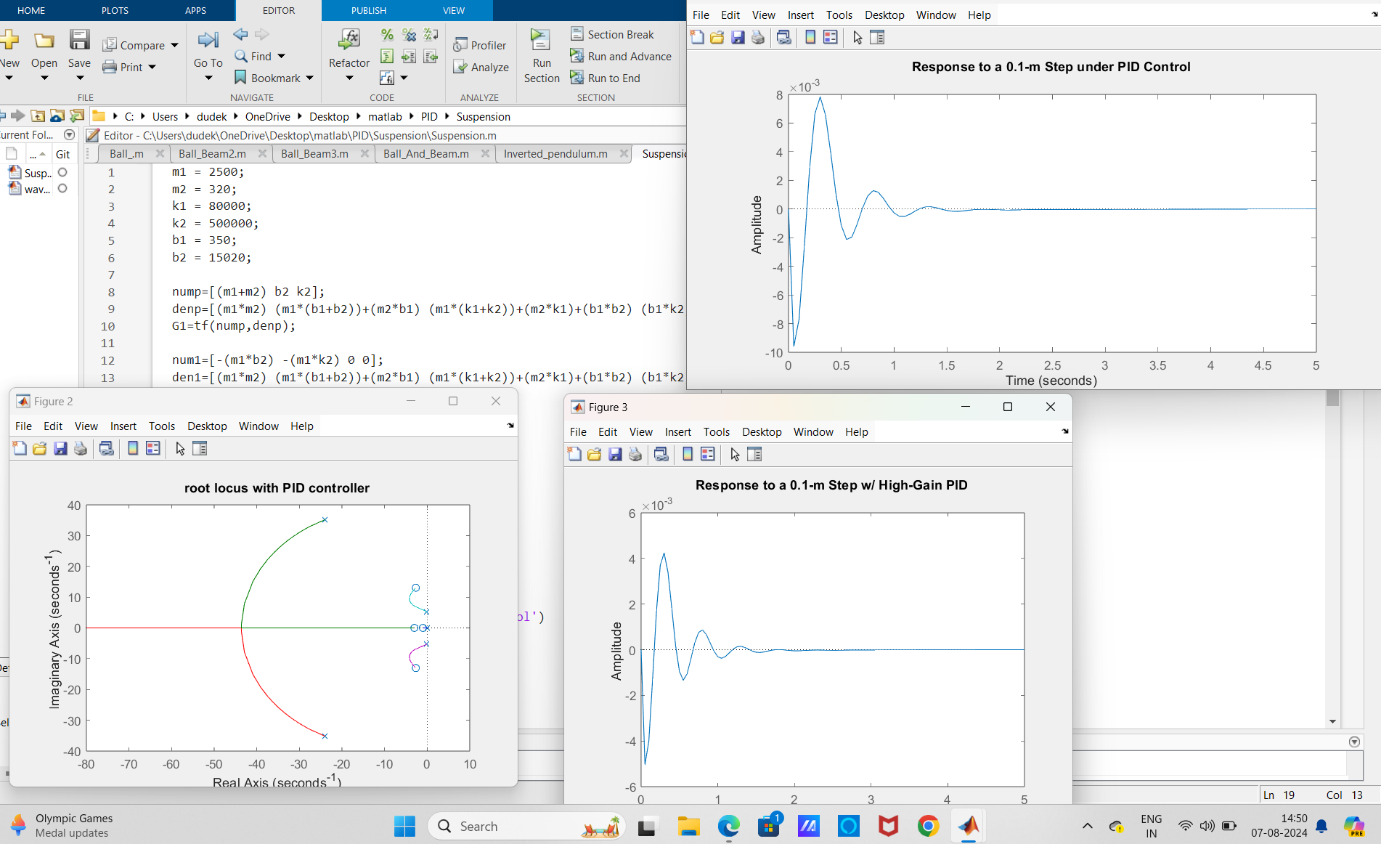 HOME PLOTS APPS EDITOR PUBLISH VIEW
New Open Save Compare Print
Go To Find Bookmark
Refactor Profiler Analyze
Run Section Section Break Run and Advance Run to End
FILE NAVIGATE CODE ANALYZE SECTION
C: Users dudek OneDrive Desktop matlab PID Suspension
urrent Fol...
Editor - C:\Users\dudek\OneDrive\Desktop\matlab\PID\Suspension\Suspension.m
... Git
Ball_.m Ball_Beam2.m Ball_Beam3.m Ball_And_Beam.m Inverted_pendulum.m Suspensi
Susp..
wav...
1 m1 = 2500;
2 m2 = 320;
3 k1 = 80000;
4 k2 = 500000;
5 b1 = 350;
6 b2 = 15020;
7
8 nump=[(m1+m2) b2 k2];
9 denp=[(m1*m2) (m1*(b1+b2))+(m2*b1) (m1*(k1+k2))+(m2*k1)+(b1*b2) (b1*k2
10 G1=tf(nump,denp);
11
12 num1=[-(m1*b2) -(m1*k2) 0 0];
13 den1=[(m1*m2) (m1*(b1+b2))+(m2*b1) (m1*(k1+k2))+(m2*k1)+(b1*b2) (b1*k2
ol')
File Edit View Insert Tools Desktop Window Help
Response to a 0.1-m Step under PID Control
×10-3
8
6
4
2
0
-2
-4
-6
-8
-10
Amplitude
0 0.5 1 1.5 2 2.5 3 3.5 4 4.5 5
Time (seconds)
Figure 2
File Edit View Insert Tools Desktop Window Help
root locus with PID controller
40
30
20
10
0
-10
-20
-30
-40
Imaginary Axis (seconds-1)
-80 -70 -60 -50 -40 -30 -20 -10 0 10
Real Axis (seconds-1)
Figure 3
File Edit View Insert Tools Desktop Window Help
Response to a 0.1-m Step w/ High-Gain PID
×10-3
6
4
2
0
-2
-4
-6
Amplitude
0 1 2 3 4 5
Ln 19 Col 13
Olympic Games
Medal updates
Search
1
ENG
IN
14:50
07-08-2024
PRE